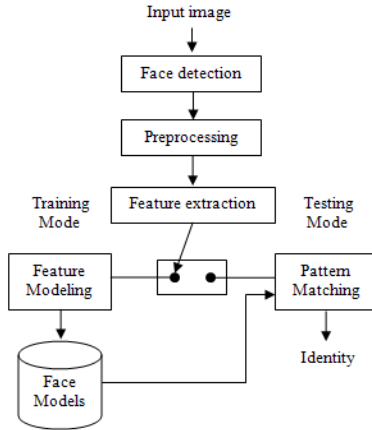 Input image
Face detection
Preprocessing
Feature extraction
Training
Mode
Testing
Mode
Feature
Modeling
Pattern
Matching
Face
Models
Identity